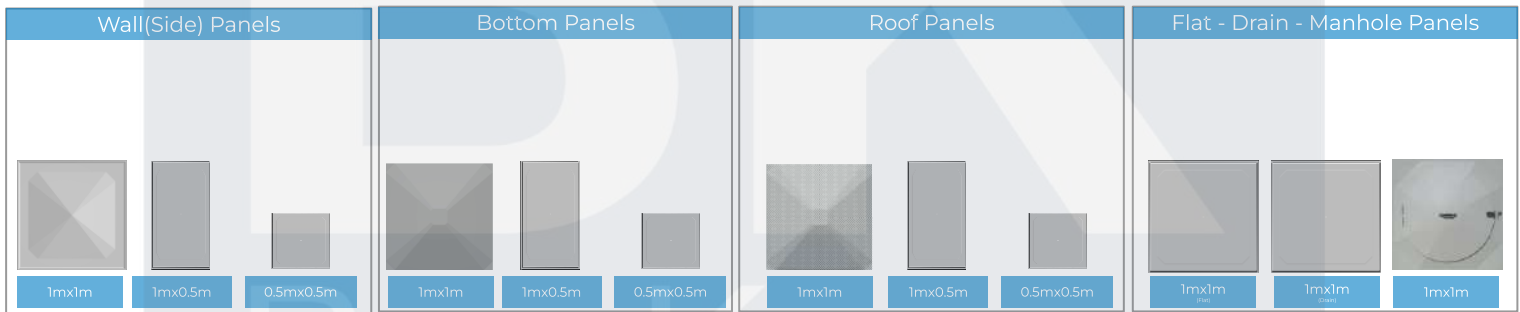 Wall(Side) Panels
1mx1m
1mx0.5m
0.5mx0.5m
Bottom Panels
1mx1m
1mx0.5m
0.5mx0.5m
Roof Panels
1mx1m
1mx0.5m
0.5mx0.5m
Flat - Drain - Manhole Panels
1mx1m
(Flat)
1mx1m
(Drain)
1mx1m